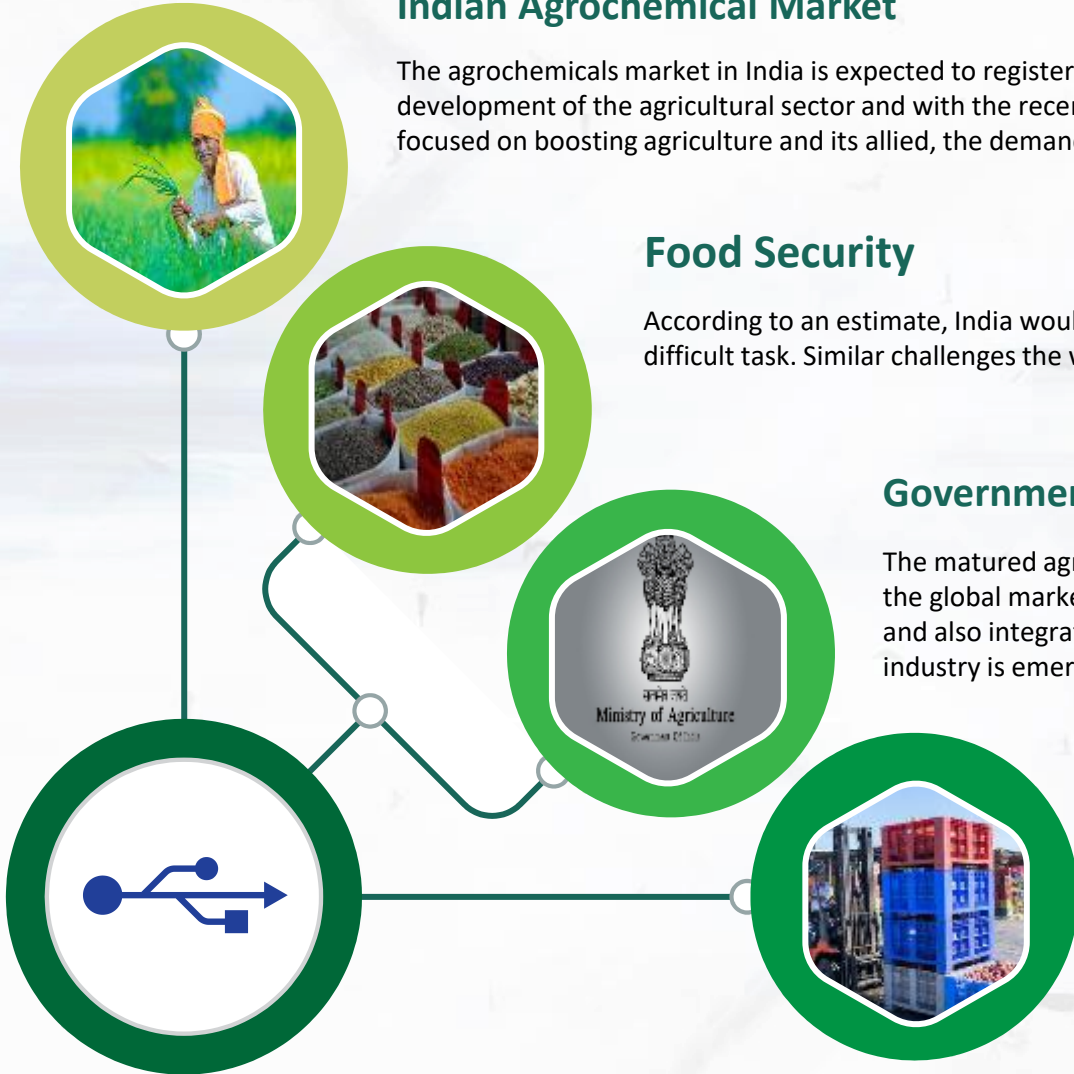 Indian Agrochemical Market
The agrochemicals market in India is expected to register
development of the agricultural sector and with the recen
focused on boosting agriculture and its allied, the deman
Food Security
According to an estimate, India woul
difficult task. Similar challenges the w
Governmen
The matured agr
the global marke
and also integrat
industry is emer
Ministry of Agriculture